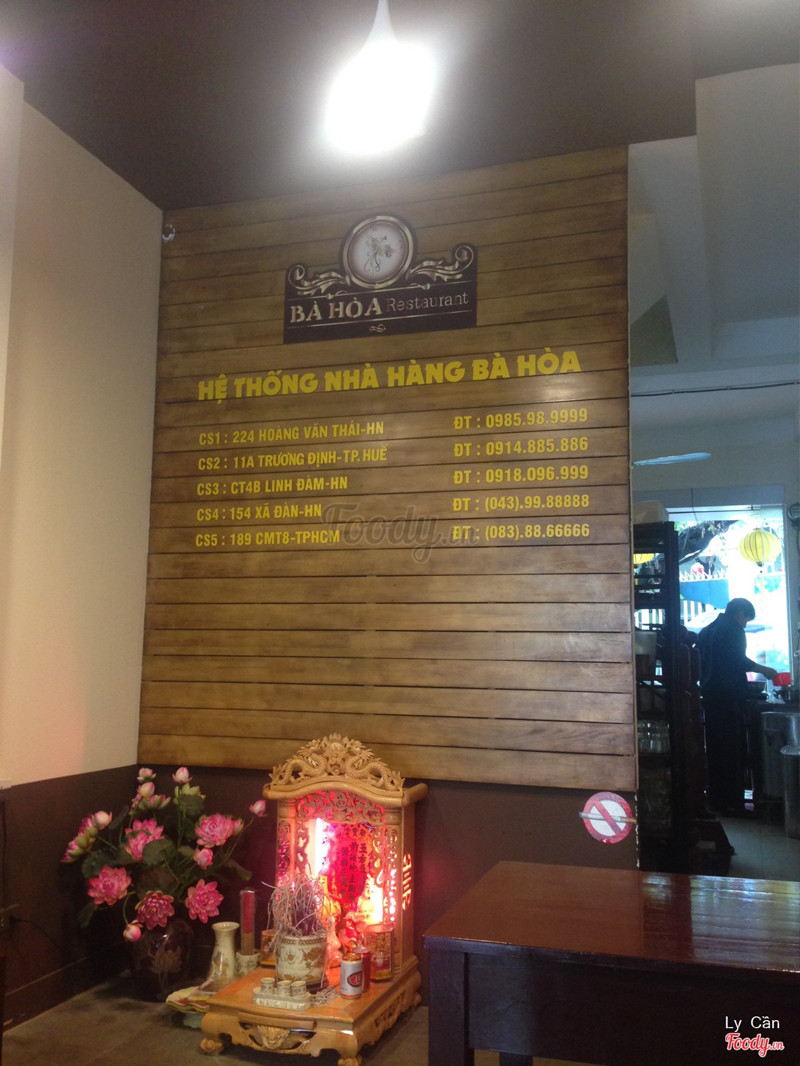 BÀ HÒA Restaurant
HỆ THỐNG NHÀ HÀNG BÀ HÒA
CS1 : 224 HOÀNG VĂN THÁI-HN ĐT : 0985.98.9999
CS2 : 11A TRƯƠNG ĐỊNH-TP.HUẾ ĐT : 0914.885.886
CS3 : CT4B LINH ĐÀM-HN ĐT : 0918.096.999
CS4 : 154 XÃ ĐÀN-HN ĐT : (043).99.88888
CS5 : 189 CMT8-TPHCM ĐT : (083).88.66666
Foody.vn
Ly Cần
Foody.vn